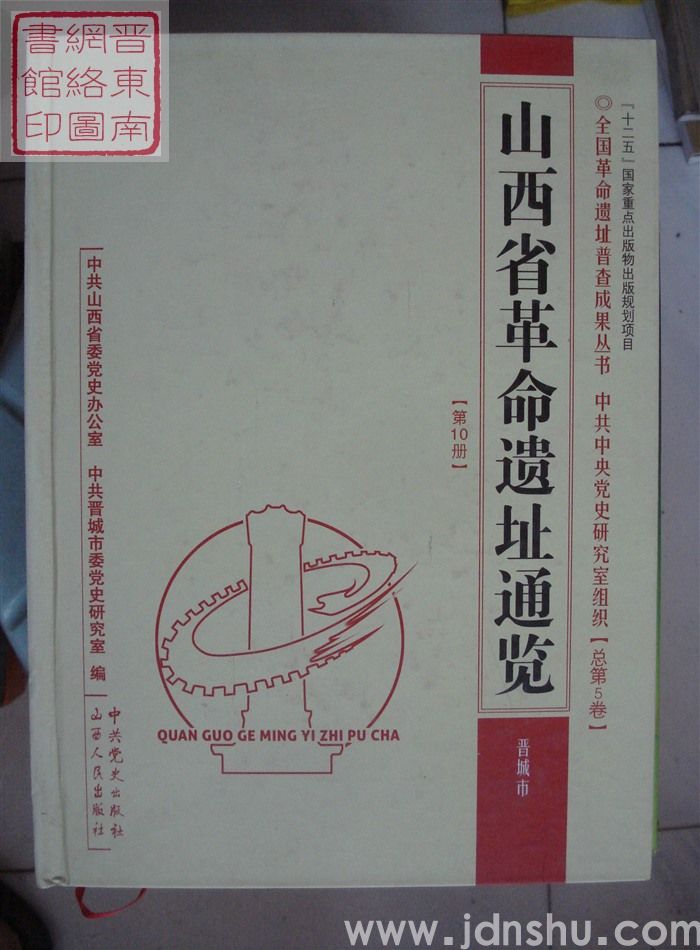 晋东南
網絡圖
書館印
『十二五』国家重点出版物出版规划项目
◎全国革命遗址普查成果丛书 中共中央党史研究室组织【总第5卷】
山西省革命遗址通览
晋城市
【第10册】
QUAN GUO GE MING YI ZHI PU CHA
中共山西省委党史办公室 中共晋城市委党史研究室 编
中共党史出版社
山西人民出版社
www.jdnshu.com